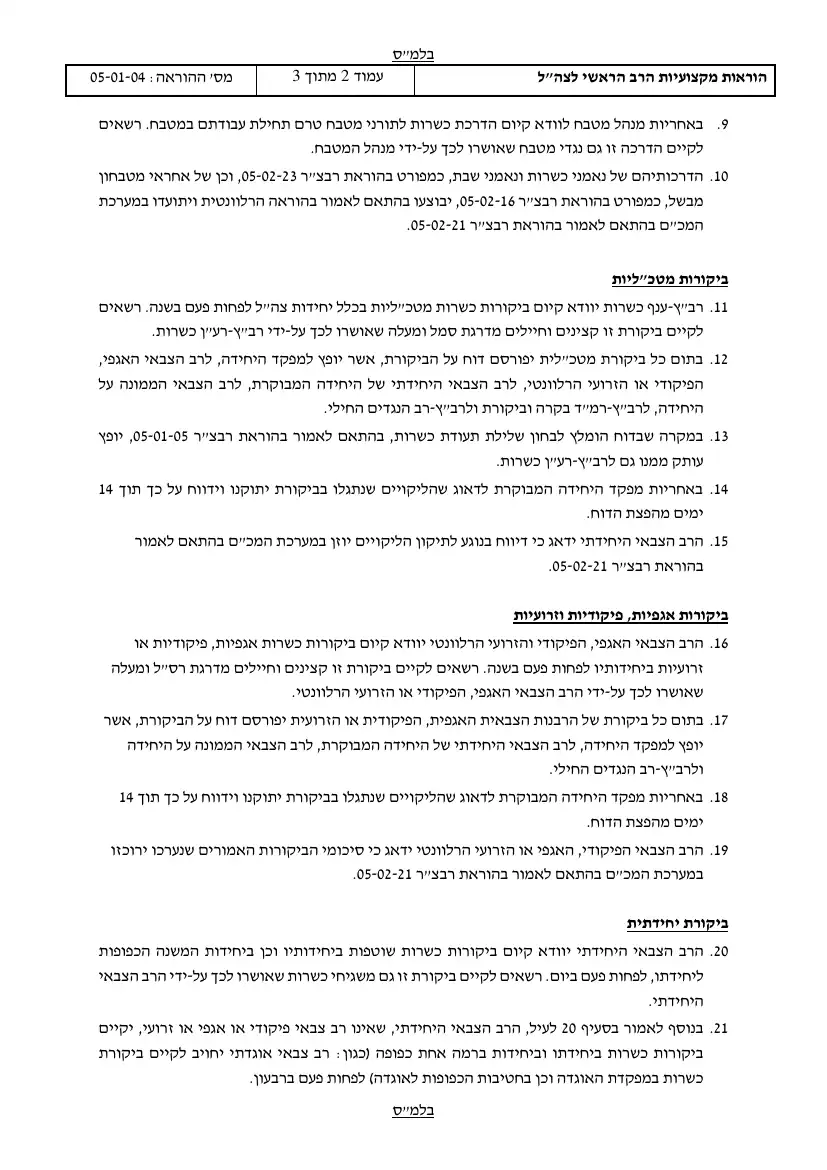 בלמ״ס
הוראות מקצועיות הרב הראשי לצה״ל עמוד 2 מתוך 3 מס׳ ההוראה: 05-01-04
9. באחריות מנהל מטבח לוודא קיום הדרכת כשרות לתורני מטבח טרם תחילת עבודתם במטבח. רשאים
לקיים הדרכה זו גם נגדי מטבח שאושרו לכך על-ידי מנהל המטבח.
10. הדרכותיהם של נאמני כשרות ונאמני שבת, כמפורט בהוראת רבצ״ר 05-02-23, וכן של אחראי מטבחון
מבשל, כמפורט בהוראת רבצ״ר 05-02-16, יבוצעו בהתאם לאמור בהוראה הרלוונטית ויתועדו במערכת
המכ״ם בהתאם לאמור בהוראת רבצ״ר 05-02-21.
ביקורות מטכ״ליות
11. רב״ץ-ענף כשרות יוודא קיום ביקורות כשרות מטכ״ליות בכלל יחידות צה״ל לפחות פעם בשנה. רשאים
לקיים ביקורת זו קצינים וחיילים מדרגת סמל ומעלה שאושרו לכך על-ידי רב״ץ-רע״ן כשרות.
12. בתום כל ביקורת מטכ״לית יפורסם דוח על הביקורת, אשר יופץ למפקד היחידה, לרב הצבאי האגפי,
הפיקודי או הזרועי הרלוונטי, לרב הצבאי היחידתי של היחידה המבוקרת, לרב הצבאי הממונה על
היחידה, לרב״ץ-רמ״ד בקרה וביקורת ולרב״ץ-רב הנגדים החילי.
13. במקרה שבדוח הומלץ לבחון שלילת תעודת כשרות, בהתאם לאמור בהוראת רבצ״ר 05-01-05, יופץ
עותק ממנו גם לרב״ץ-רע״ן כשרות.
14. באחריות מפקד היחידה המבוקרת לדאוג שהליקויים שנתגלו בביקורת יתוקנו וידווח על כך תוך 14
ימים מהפצת הדוח.
15. הרב הצבאי היחידתי ידאג כי דיווח בנוגע לתיקון הליקויים יוזן במערכת המכ״ם בהתאם לאמור
בהוראת רבצ״ר 05-02-21.
ביקורות אגפיות, פיקודיות וזרועיות
16. הרב הצבאי האגפי, הפיקודי והזרועי הרלוונטי יוודא קיום ביקורות כשרות אגפיות, פיקודיות או
זרועיות ביחידותיו לפחות פעם בשנה. רשאים לקיים ביקורת זו קצינים וחיילים מדרגת רס״ל ומעלה
שאושרו לכך על-ידי הרב הצבאי האגפי, הפיקודי או הזרועי הרלוונטי.
17. בתום כל ביקורת של הרבנות הצבאית האגפית, הפיקודית או הזרועית יפורסם דוח על הביקורת, אשר
יופץ למפקד היחידה, לרב הצבאי היחידתי של היחידה המבוקרת, לרב הצבאי הממונה על היחידה
ולרב״ץ-רב הנגדים החילי.
18. באחריות מפקד היחידה המבוקרת לדאוג שהליקויים שנתגלו בביקורת יתוקנו וידווח על כך תוך 14
ימים מהפצת הדוח.
19. הרב הצבאי הפיקודי, האגפי או הזרועי הרלוונטי ידאג כי סיכומי הביקורות האמורים שנערכו ירוכזו
במערכת המכ״ם בהתאם לאמור בהוראת רבצ״ר 05-02-21.
ביקורת יחידתית
20. הרב הצבאי היחידתי יוודא קיום ביקורות כשרות שוטפות ביחידותיו וכן ביחידות המשנה הכפופות
ליחידתו, לפחות פעם ביום. רשאים לקיים ביקורת זו גם משגיחי כשרות שאושרו לכך על-ידי הרב הצבאי
היחידתי.
21. בנוסף לאמור בסעיף 20 לעיל, הרב הצבאי היחידתי, שאינו רב צבאי פיקודי או אגפי או זרועי, יקיים
ביקורות כשרות ביחידתו וביחידות ברמה אחת כפופה (כגון: רב צבאי אוגדתי יחויב לקיים ביקורת
כשרות במפקדת האוגדה וכן בחטיבות הכפופות לאוגדה) לפחות פעם ברבעון.
בלמ״ס